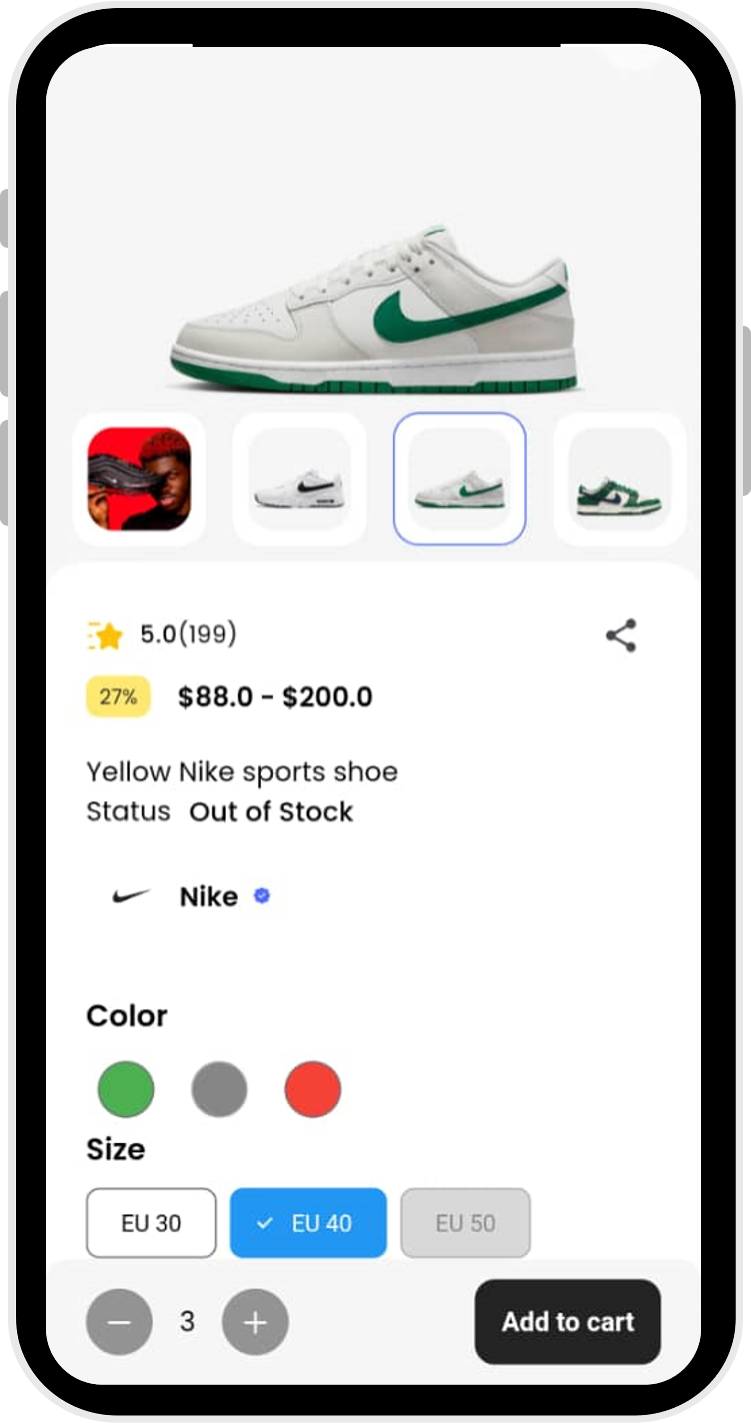 5.0(199)
27% $88.0 - $200.0
Yellow Nike sports shoe
Status Out of Stock
Nike
Color
Size
EU 30 EU 40 EU 50
3 Add to cart